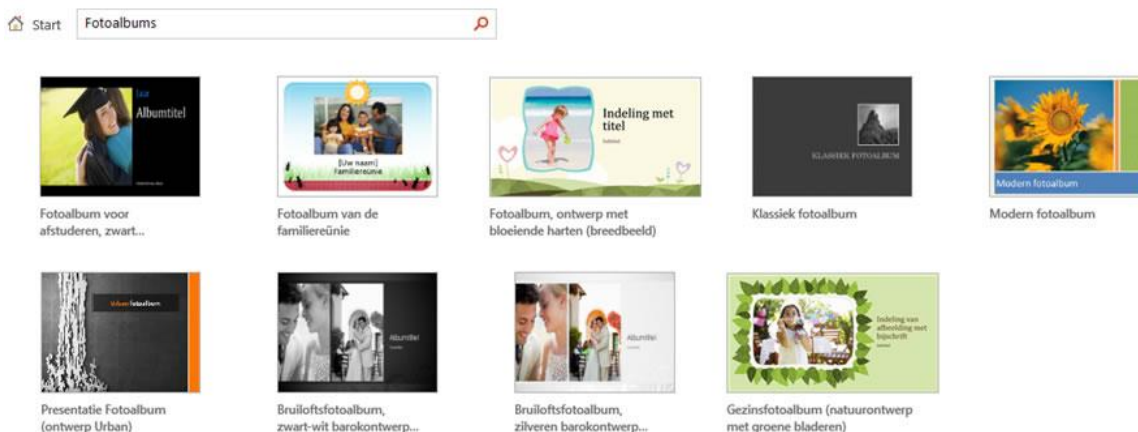 Start
Fotoalbums
Albumtitel
[Uw naam]
Familiereünie
Indeling met
titel
KLASSIEK FOTOALBUM
Modern fotoalbum
Fotoalbum voor
afstuderen, zwart...
Fotoalbum van de
familiereünie
Fotoalbum, ontwerp met
bloeiende harten (breedbeeld)
Klassiek fotoalbum
Modern fotoalbum
Urban fotoalbum
Albumtitel
Albumtitel
Indeling van
afbeelding met
bijschrift
Presentatie Fotoalbum
(ontwerp Urban)
Bruiloftsfotoalbum,
zwart-wit barokontwerp...
Bruiloftsfotoalbum,
zilveren barokontwerp...
Gezinsfotoalbum (natuurontwerp
met groene bladeren)